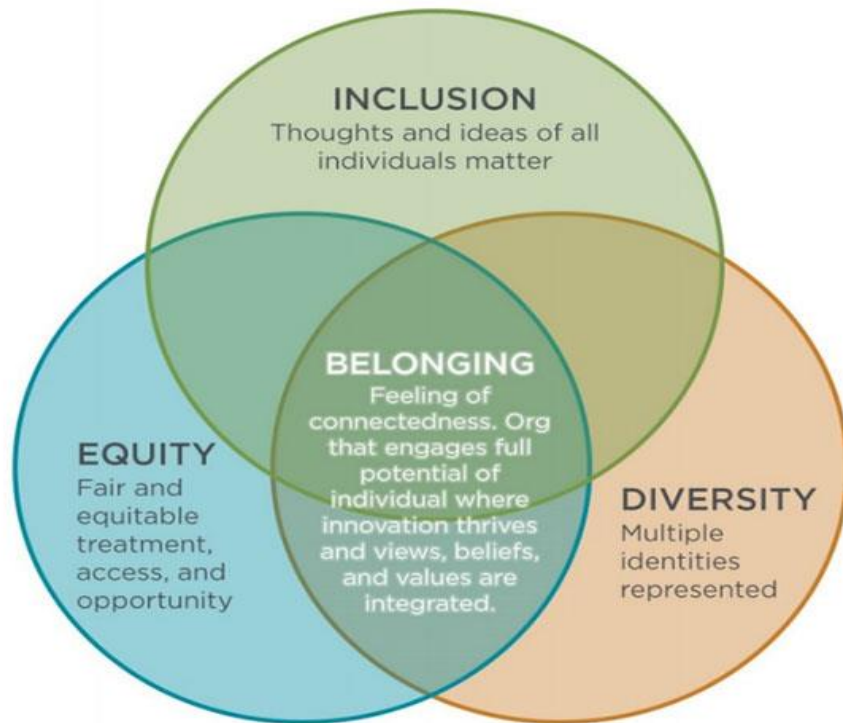 INCLUSION
Thoughts and ideas of all
individuals matter
BELONGING
Feeling of
connectedness. Org
that engages full
potential of
individual where
innovation thrives
and views, beliefs,
and values are
integrated.
EQUITY
Fair and
equitable
treatment,
access, and
opportunity
DIVERSITY
Multiple
identities
represented